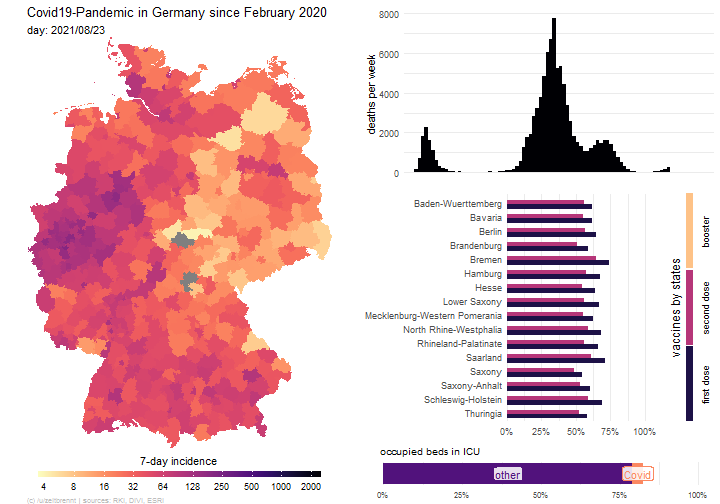 Covid19-Pandemic in Germany since February 2020
day: 2021/08/23
7-day incidence
4 8 16 32 64 125 250 500 1000 2000
(c) /u/zeitbremt | sources: RKI, DIVI, ESRI
deaths per week
8000
6000
4000
2000
0
Baden-Wuerttemberg
Bavaria
Berlin
Brandenburg
Bremen
Hamburg
Hesse
Lower Saxony
Mecklenburg-Western Pomerania
North Rhine-Westphalia
Rhineland-Palatinate
Saarland
Saxony
Saxony-Anhalt
Schleswig-Holstein
Thuringia
0% 25% 50% 75% 100%
vaccines by states
booster
second dose
first dose
occupied beds in ICU
other
Covid
0% 25% 50% 75% 100%